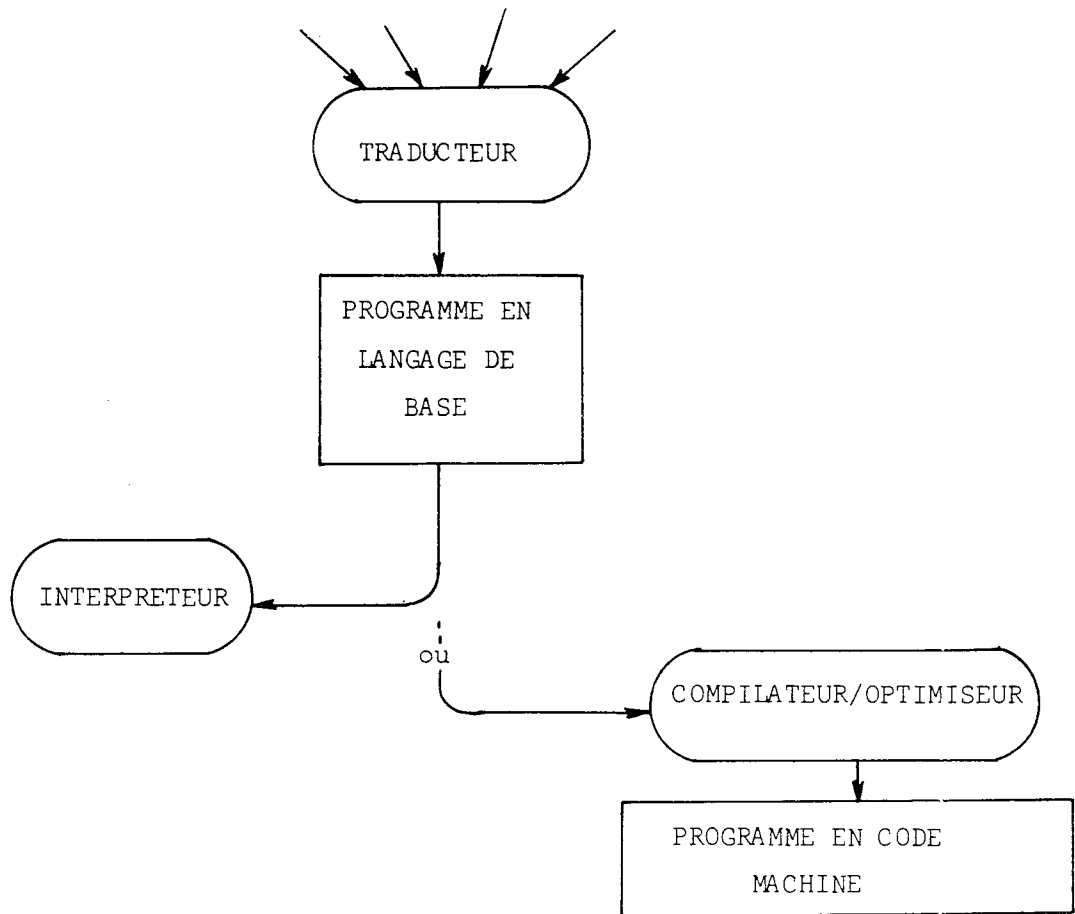 TRADUCTEUR
PROGRAMME EN
LANGAGE DE
BASE
INTERPRETEUR
ou
COMPILATEUR/OPTIMISEUR
PROGRAMME EN CODE
MACHINE